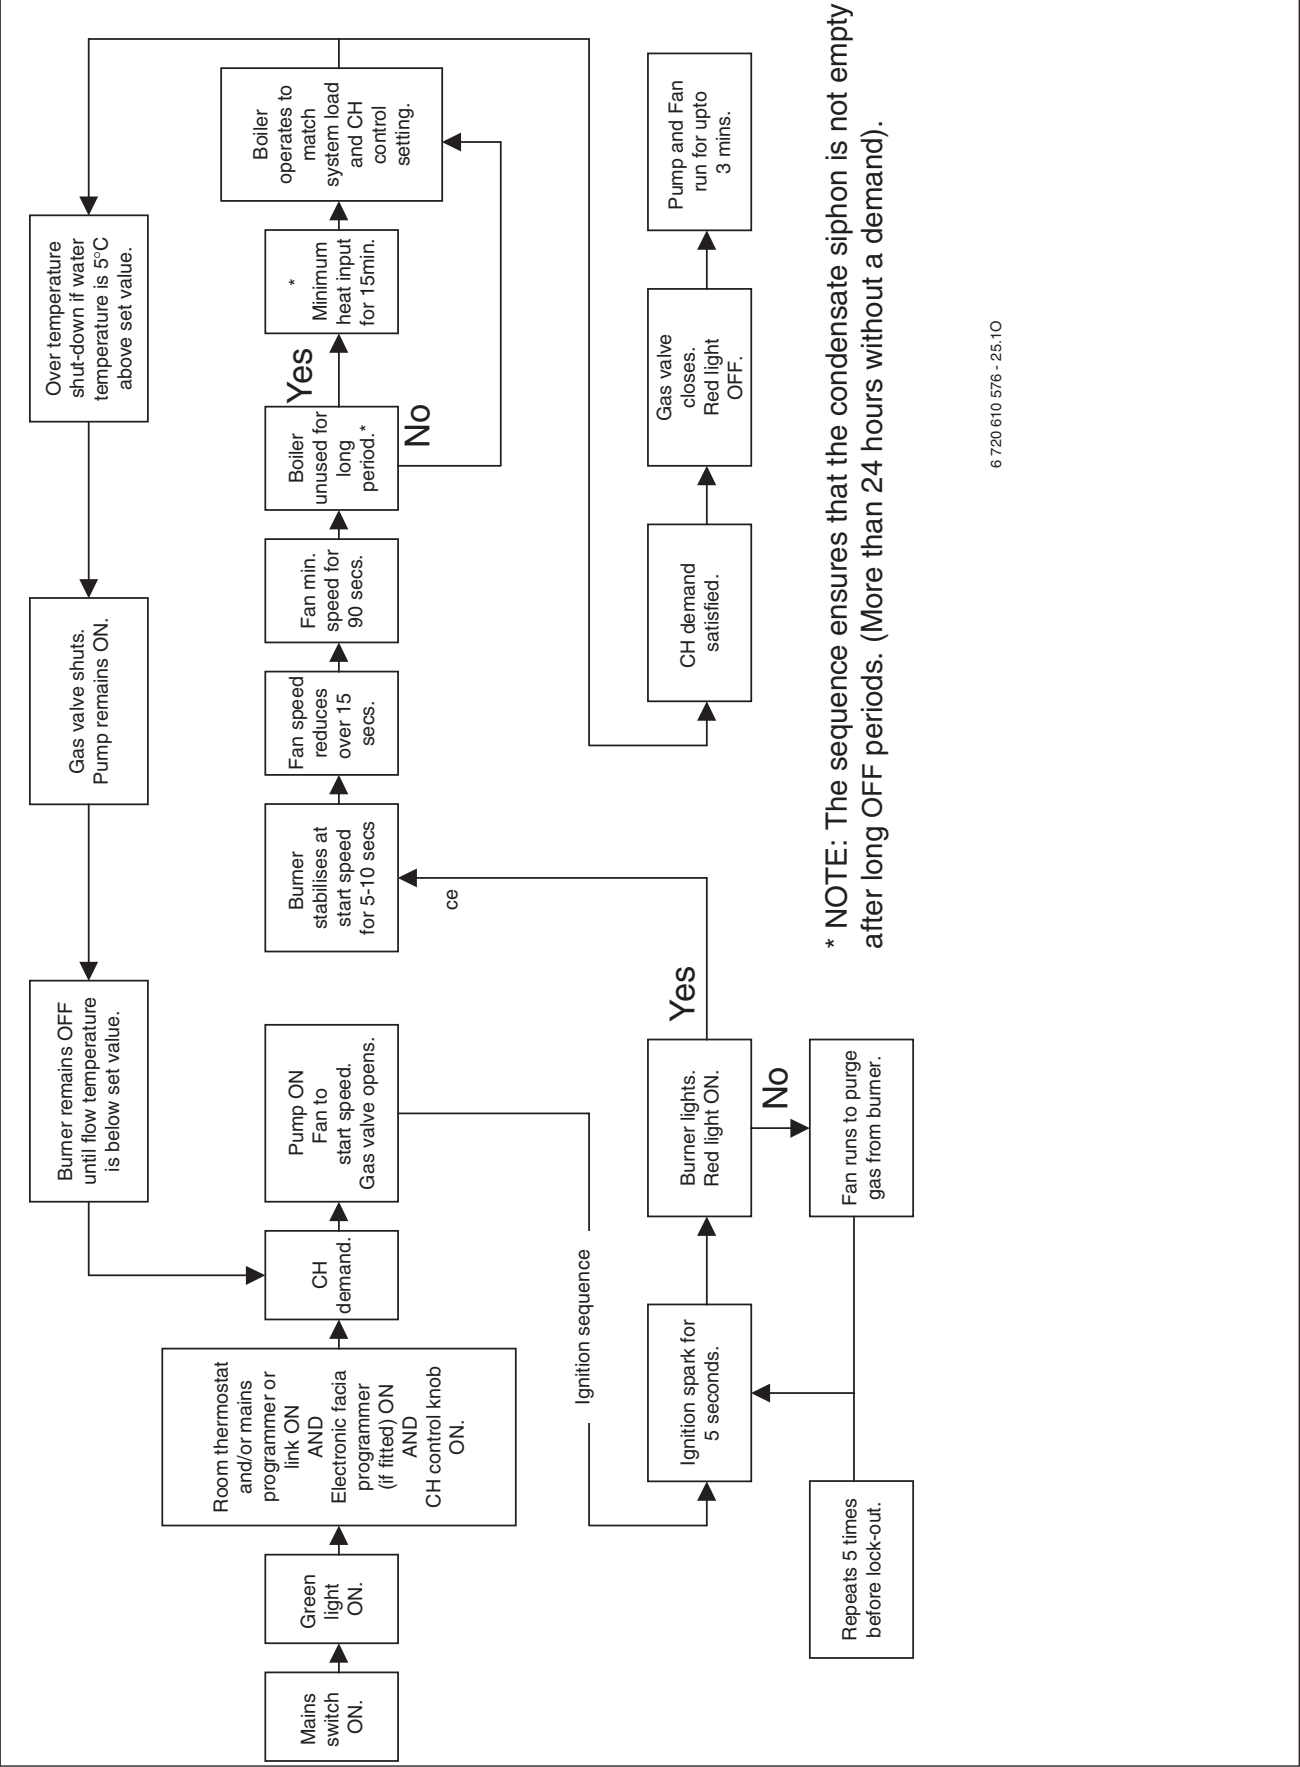 Over temperature
shut-down if water
temperature is 5°C
above set value.
Gas valve shuts.
Pump remains ON.
Burner remains OFF
until flow temperature
is below set value.
Mains
switch
ON.
Green
light
ON.
Room thermostat
and/or mains
programmer or
link ON
AND
Electronic facia
programmer
(if fitted) ON
AND
CH control knob
ON.
CH
demand.
Pump ON
Fan to
start speed.
Gas valve opens.
Ignition sequence
Ignition spark for
5 seconds.
Burner lights.
Red light ON.
Yes
No
Fan runs to purge
gas from burner.
Repeats 5 times
before lock-out.
ce
Burner
stabilises at
start speed
for 5-10 secs
Fan speed
reduces
over 15
secs.
Fan min.
speed for
90 secs.
Boiler
unused for
long
period.*
Yes
No
*
Minimum
heat input
for 15min.
Boiler
operates to
match
system load
and CH
control
setting.
CH demand
satisfied.
Gas valve
closes.
Red light
OFF.
Pump and Fan
run for upto
3 mins.
* NOTE: The sequence ensures that the condensate siphon is not empty
after long OFF periods. (More than 24 hours without a demand).
6 720 610 576 - 25.1O